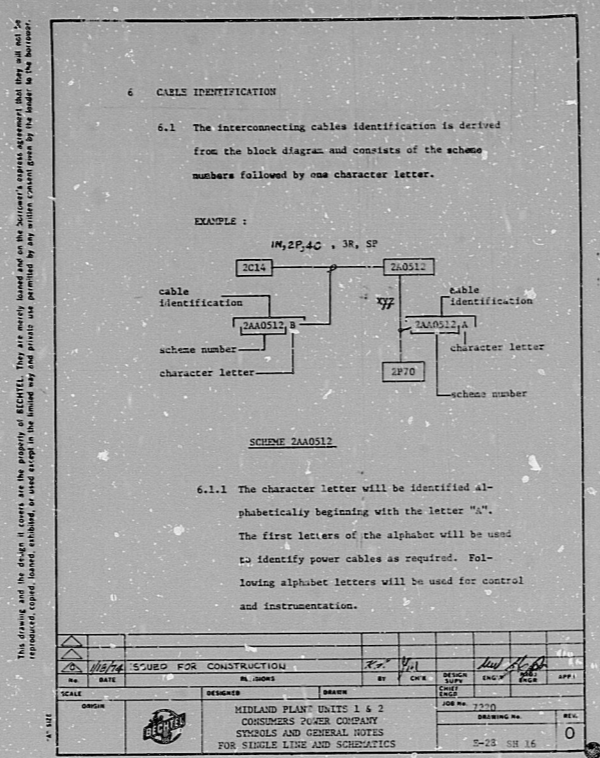 This drawing and the design it covers are the property of BECHTEL. They are merely loaned and on the borrower's express agreement that they will not be
reproduced, copied, loaned, exhibited, or used except in the limited way and private use permitted by any written consent given by the lender to the borrower.
6 CABLE IDENTIFICATION
6.1 The interconnecting cables identification is derived
from the block diagram and consists of the scheme
numbers followed by one character letter.
EXAMPLE :
1N,2P,4C , 3R, SP
2C14
2A0512
cable
identification
2AA0512 B
scheme number
character letter
cable
identification
2AA0512 A
character letter
2P70
scheme number
SCHEME 2AA0512
6.1.1 The character letter will be identified al-
phabetically beginning with the letter "A".
The first letters of the alphabet will be used
to identify power cables as required. Fol-
lowing alphabet letters will be used for control
and instrumentation.
ISSUED FOR CONSTRUCTION
No. DATE REVISIONS BY CH'K DESIGN SUPV ENG'R PROJ ENGR APP'L
SCALE DESIGNED DRAWN CHIEF ENGR
ORIGIN
BECHTEL
MIDLAND PLANT UNITS 1 & 2
CONSUMERS POWER COMPANY
SYMBOLS AND GENERAL NOTES
FOR SINGLE LINE AND SCHEMATICS
JOB No. 7220
DRAWING No. REV.
E-28 SH 16 0
"A" SIZE